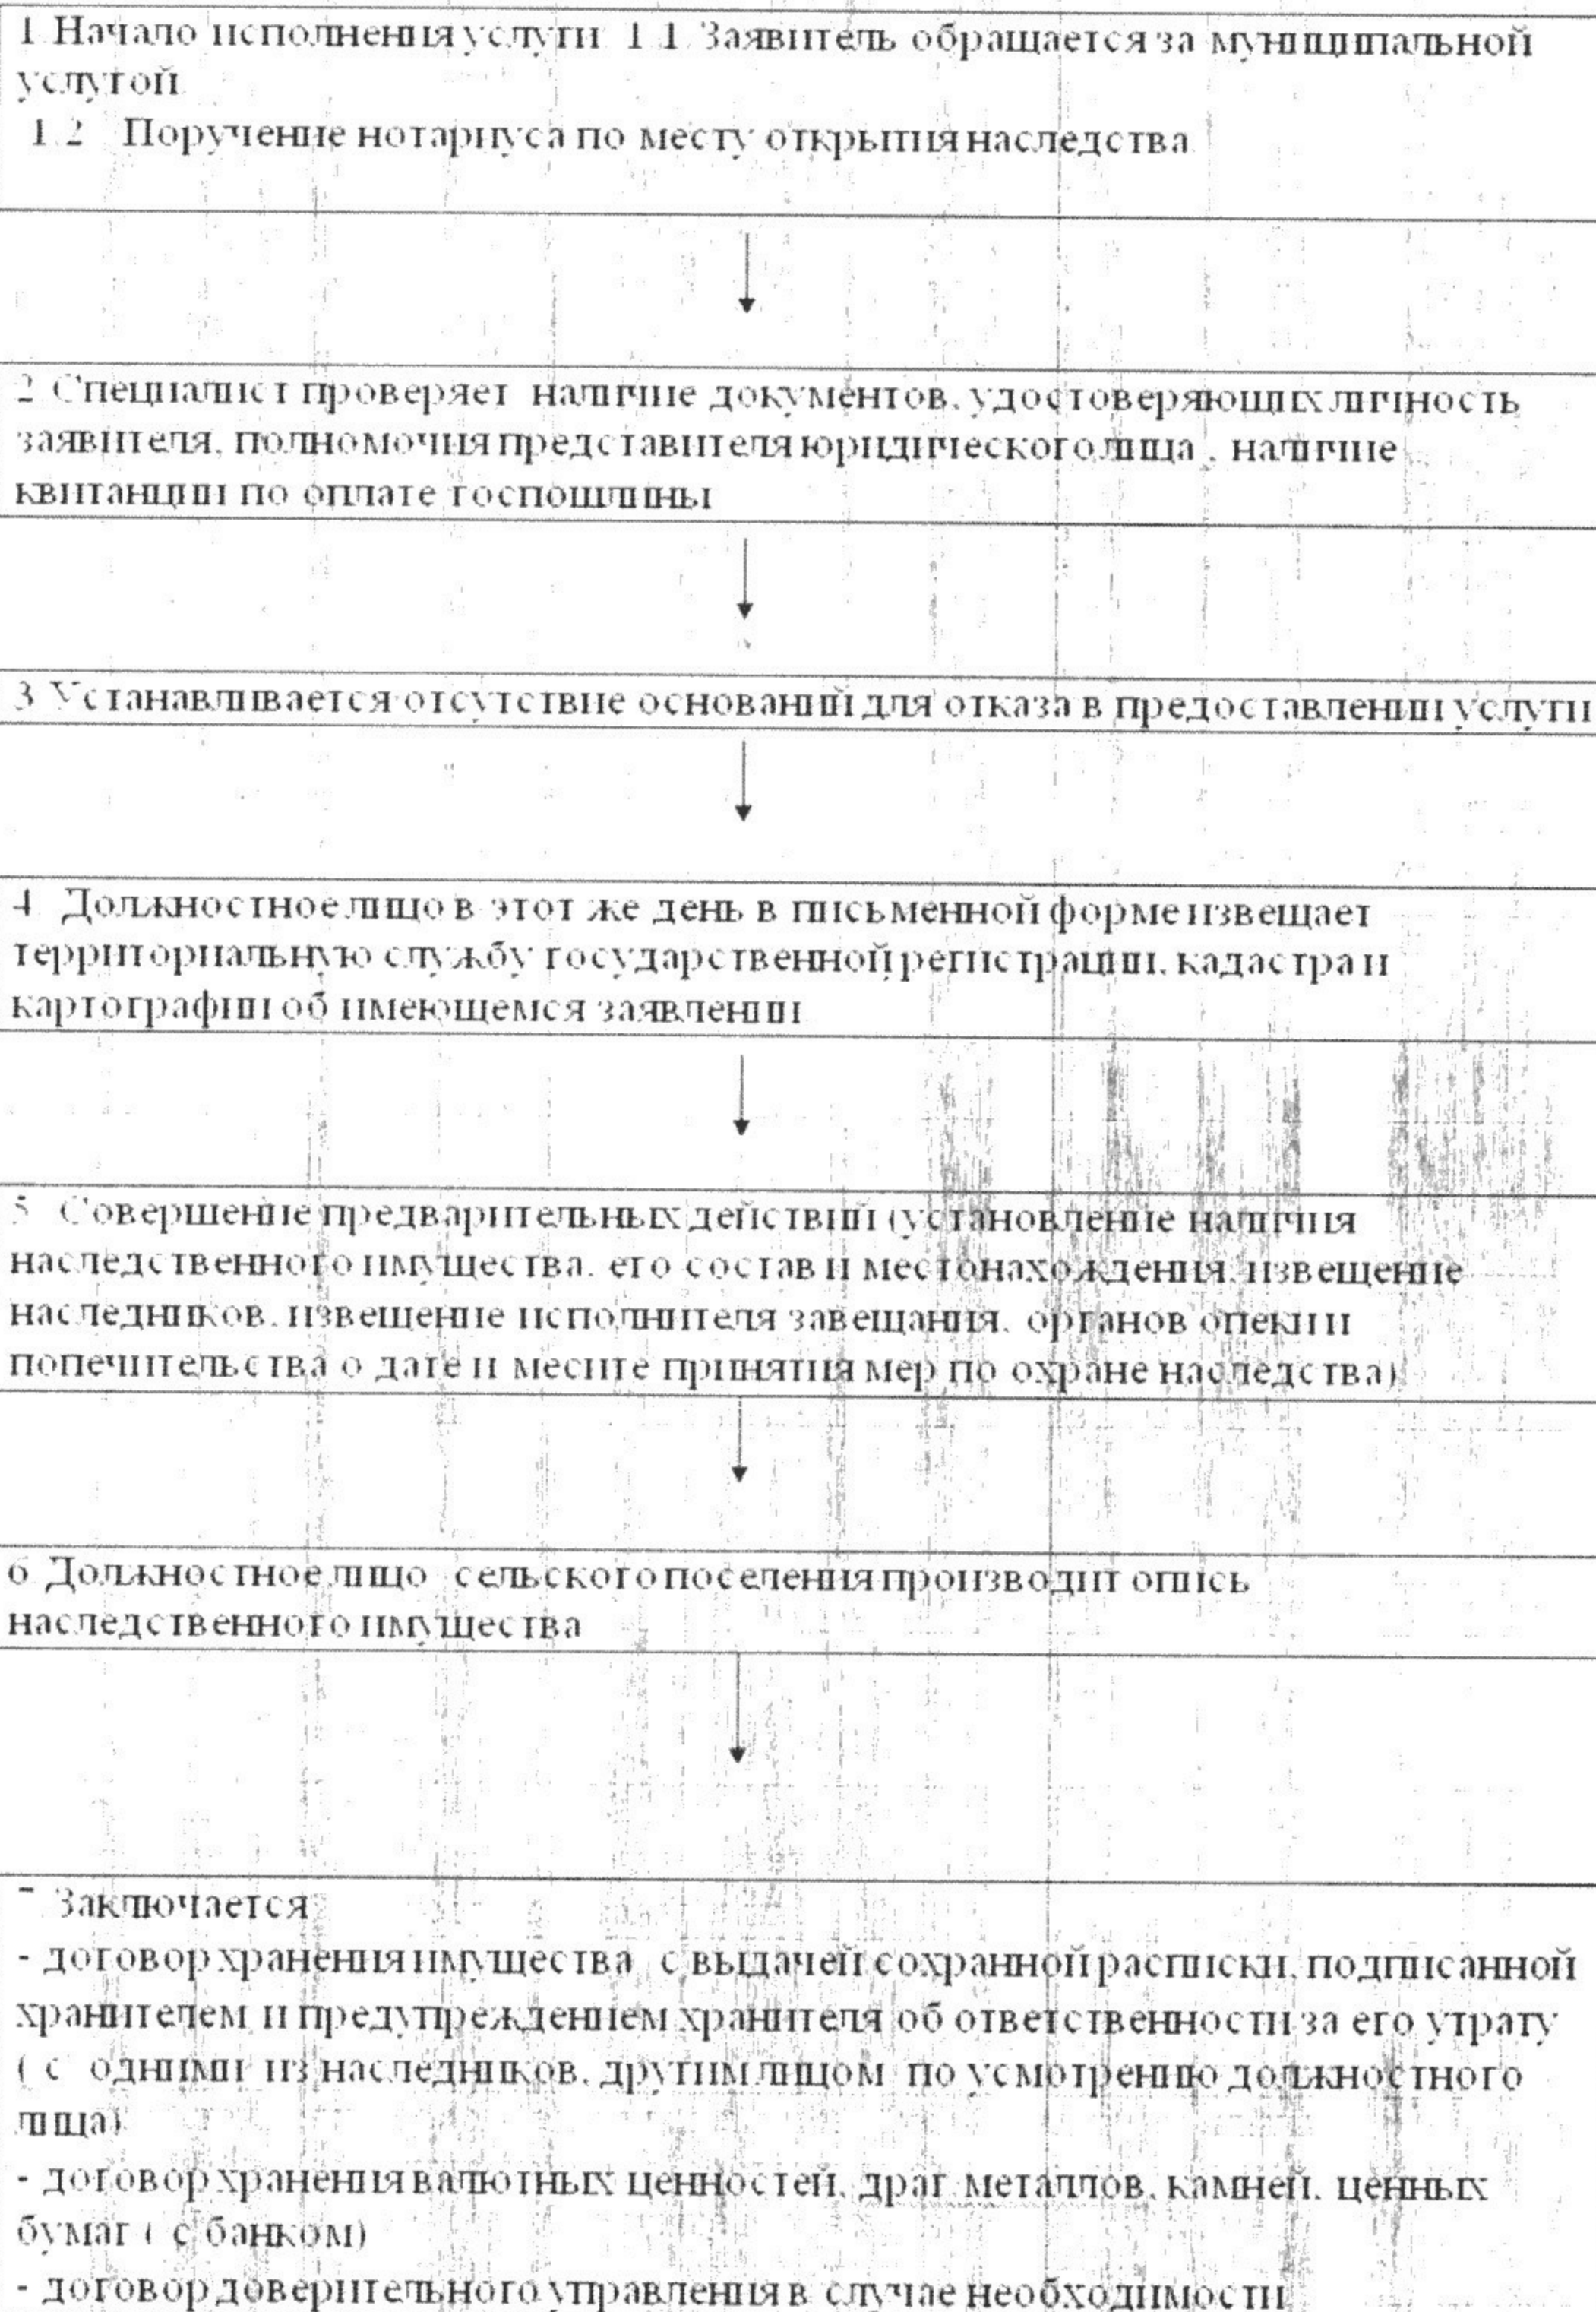 1 Начало исполнения услуги 1.1. Заявитель обращается за муниципальной
услугой
1.2 Поручение нотариуса по месту открытия наследства
2 Специалист проверяет наличие документов, удостоверяющих личность
заявителя, полномочия представителя юридического лица , наличие
квитанции по оплате госпошлины
3 Устанавливается отсутствие оснований для отказа в предоставлении услуги
4 Должностное лицо в этот же день в письменной форме извещает
территориальную службу государственной регистрации, кадастра и
картографии об имеющемся заявлении
5 Совершение предварительных действий (установление наличия
наследственного имущества, его состав и местонахождения, извещение
наследников, извещение исполнителя завещания, органов опеки и
попечительства о дате и месите принятия мер по охране наследства)
6 Должностное лицо сельского поселения производит опись
наследственного имущества
7 Заключается
- договор хранения имущества с выдачей сохранной расписки, подписанной
хранителем и предупреждением хранителя об ответственности за его утрату
( с одними из наследников, другим лицом по усмотрению должностного
лица)
- договор хранения валютных ценностей, драг. металлов, камней, ценных
бумаг ( с банком)
- договор доверительного управления в случае необходимости